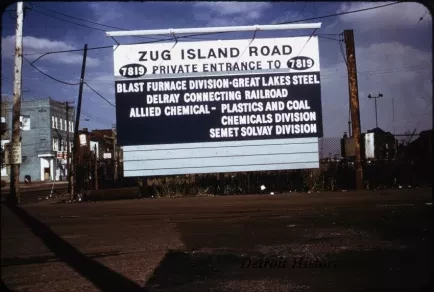 ZUG ISLAND ROAD
7819 PRIVATE ENTRANCE TO 7819
BLAST FURNACE DIVISION-GREAT LAKES STEEL
DELRAY CONNECTING RAILROAD
ALLIED CHEMICAL - PLASTICS AND COAL
CHEMICALS DIVISION
SEMET SOLVAY DIVISION
Detroit Histor